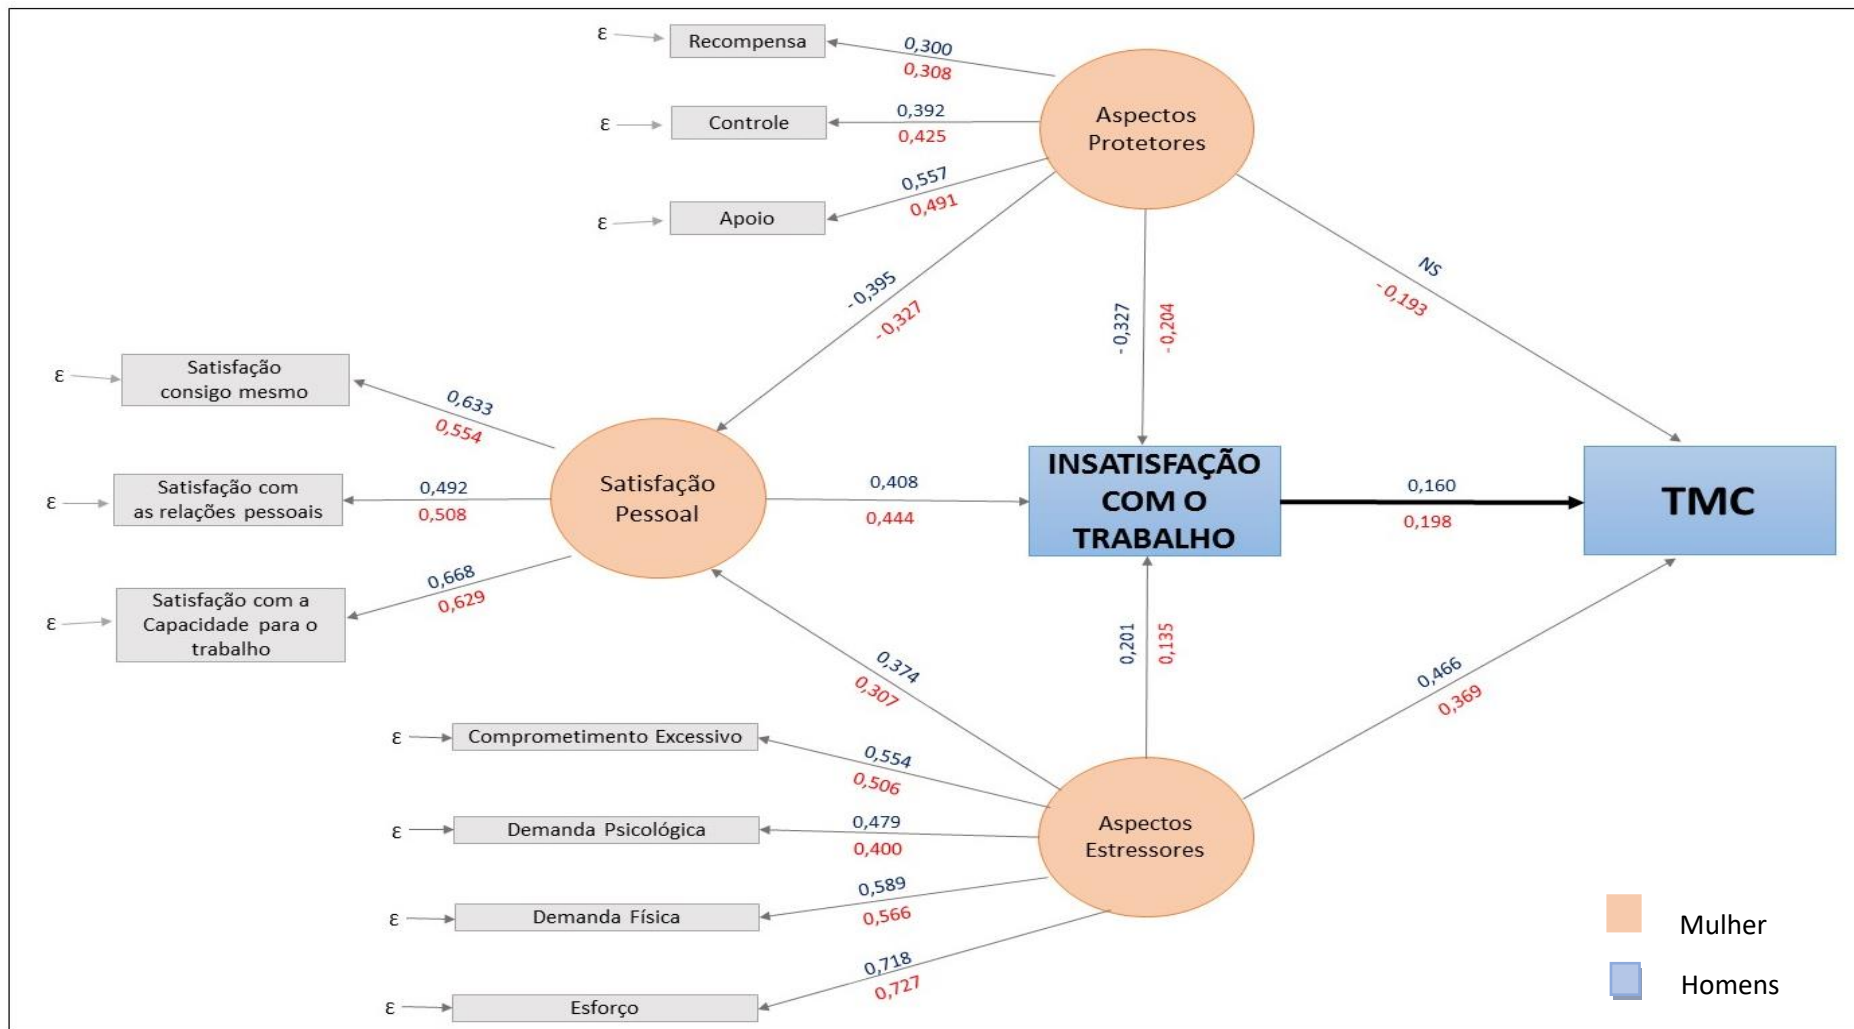 ε
Recompensa
0,300
0,308
ε
Controle
0,392
0,425
ε
Apoio
0,557
0,491
Aspectos
Protetores
- 0,395
- 0,327
- 0,327
- 0,204
NS
- 0,193
ε
Satisfação
consigo mesmo
0,633
0,554
ε
Satisfação com
as relações pessoais
0,492
0,508
ε
Satisfação com a
Capacidade para o
trabalho
0,668
0,629
Satisfação
Pessoal
0,408
0,444
INSATISFAÇÃO
COM O
TRABALHO
0,160
0,198
TMC
0,374
0,307
0,201
0,135
0,466
0,369
ε
Comprometimento Excessivo
0,554
0,506
ε
Demanda Psicológica
0,479
0,400
ε
Demanda Física
0,589
0,566
ε
Esforço
0,718
0,727
Aspectos
Estressores
Mulher
Homens